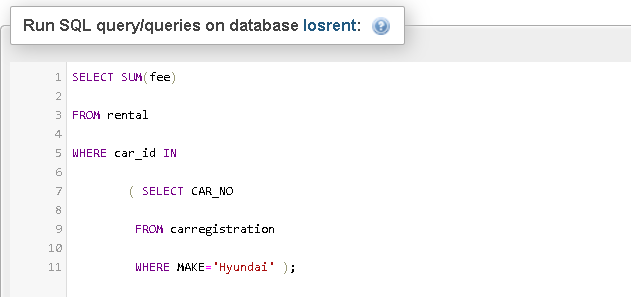 Run SQL query/queries on database losrent:
1 SELECT SUM(fee)
2
3 FROM rental
4
5 WHERE car_id IN
6
7 ( SELECT CAR_NO
8
9 FROM carregistration
10
11 WHERE MAKE='Hyundai' );